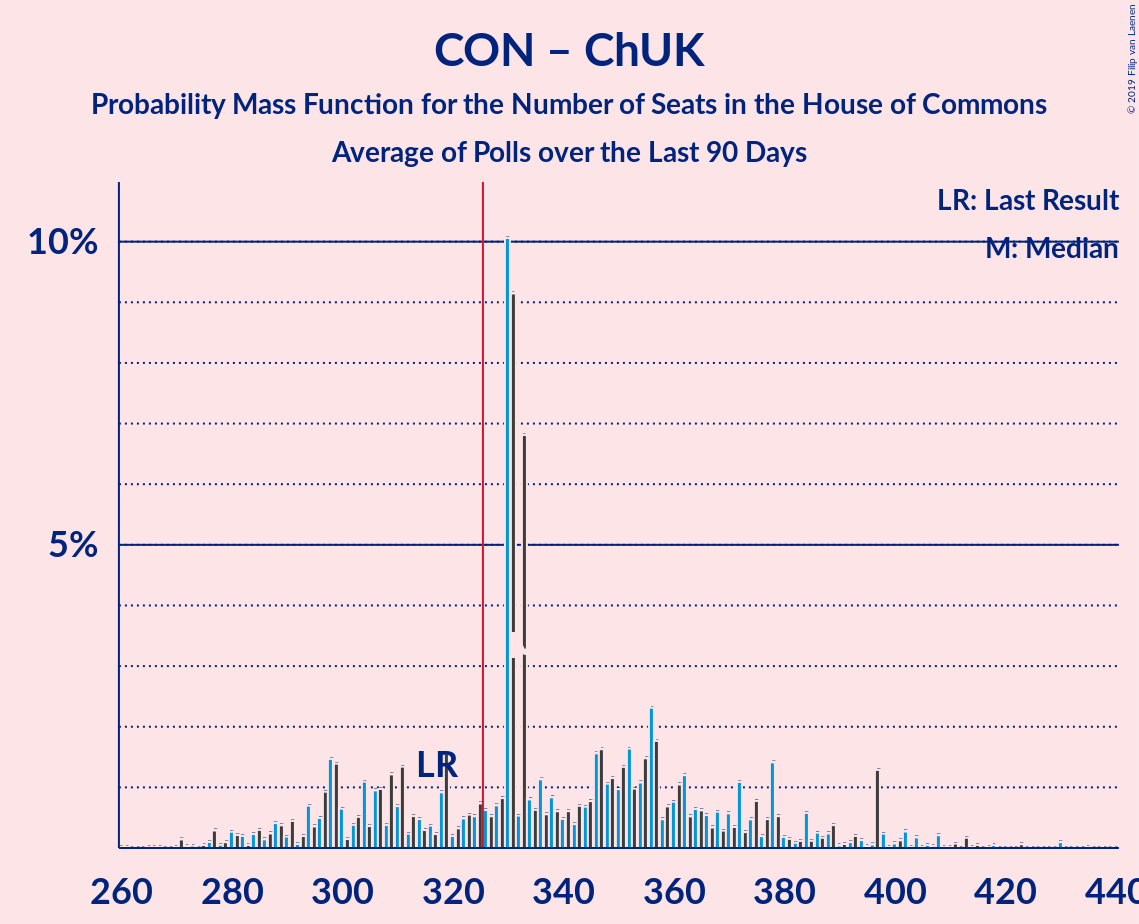 CON – ChUK
Probability Mass Function for the Number of Seats in the House of Commons
Average of Polls over the Last 90 Days
© 2019 Filip van Laenen
LR: Last Result
M: Median
10%
5%
LR
260 280 300 320 340 360 380 400 420 440